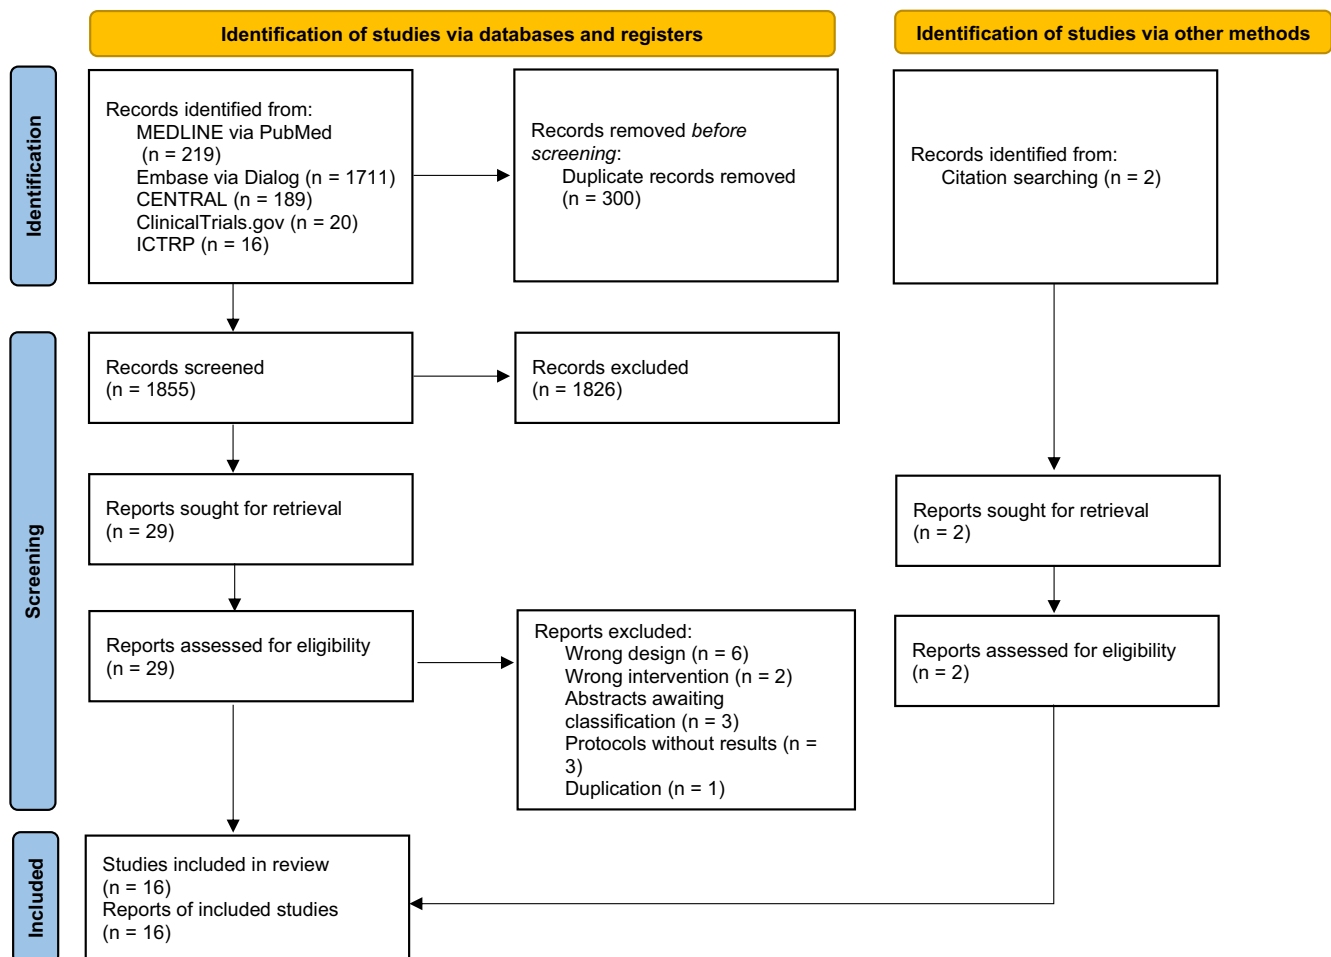 Identification of studies via databases and registers
Identification of studies via other methods
Identification
Records identified from:
MEDLINE via PubMed
(n = 219)
Embase via Dialog (n = 1711)
CENTRAL (n = 189)
ClinicalTrials.gov (n = 20)
ICTRP (n = 16)
Records removed before
screening:
Duplicate records removed
(n = 300)
Records identified from:
Citation searching (n = 2)
Screening
Records screened
(n = 1855)
Records excluded
(n = 1826)
Reports sought for retrieval
(n = 29)
Reports sought for retrieval
(n = 2)
Reports assessed for eligibility
(n = 29)
Reports excluded:
Wrong design (n = 6)
Wrong intervention (n = 2)
Abstracts awaiting
classification (n = 3)
Protocols without results (n =
3)
Duplication (n = 1)
Reports assessed for eligibility
(n = 2)
Included
Studies included in review
(n = 16)
Reports of included studies
(n = 16)